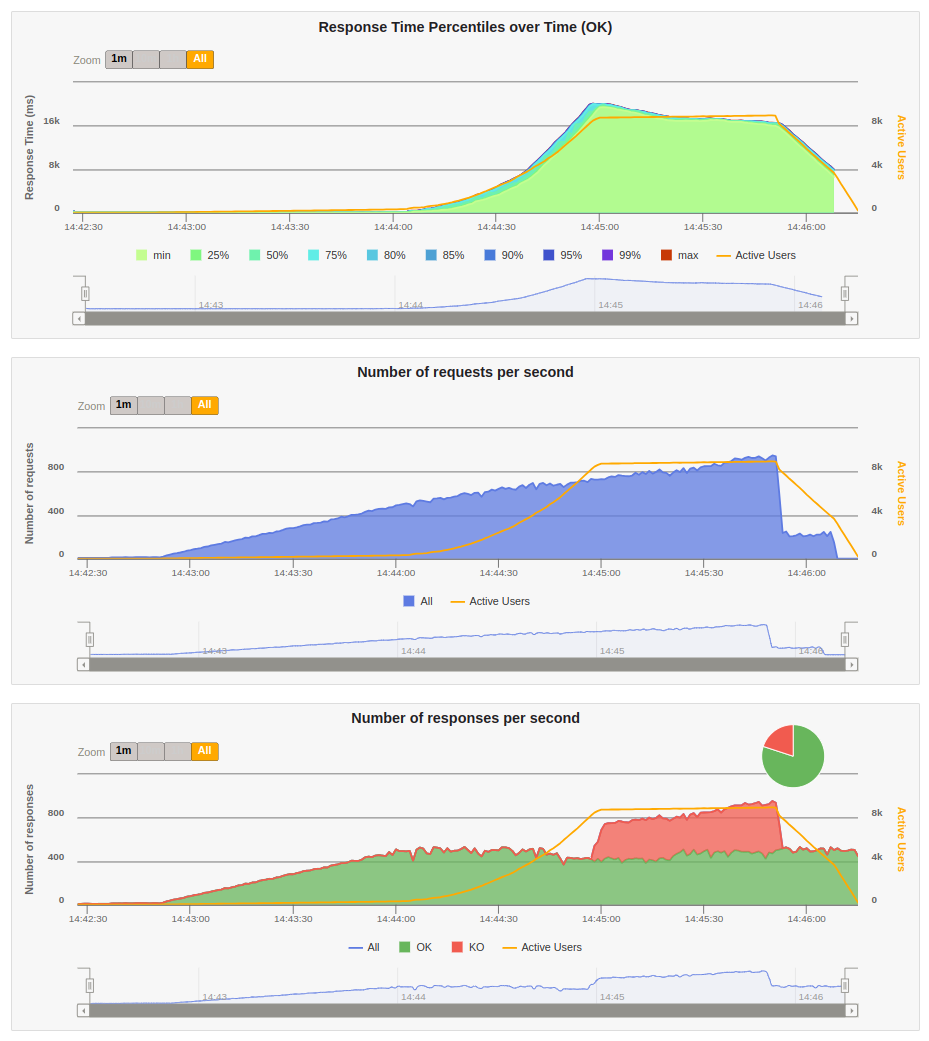 Response Time Percentiles over Time (OK)
Zoom 1m All
Response Time (ms)
16k
8k
0
8k
4k
0
Active Users
14:42:30 14:43:00 14:43:30 14:44:00 14:44:30 14:45:00 14:45:30 14:46:00
min 25% 50% 75% 80% 85% 90% 95% 99% max Active Users
14:43 14:44 14:45 14:46
Number of requests per second
Zoom 1m All
Number of requests
800
400
0
8k
4k
0
Active Users
14:42:30 14:43:00 14:43:30 14:44:00 14:44:30 14:45:00 14:45:30 14:46:00
All Active Users
14:43 14:44 14:45 14:46
Number of responses per second
Zoom 1m All
Number of responses
800
400
0
8k
4k
0
Active Users
14:42:30 14:43:00 14:43:30 14:44:00 14:44:30 14:45:00 14:45:30 14:46:00
All OK KO Active Users
14:43 14:44 14:45 14:46